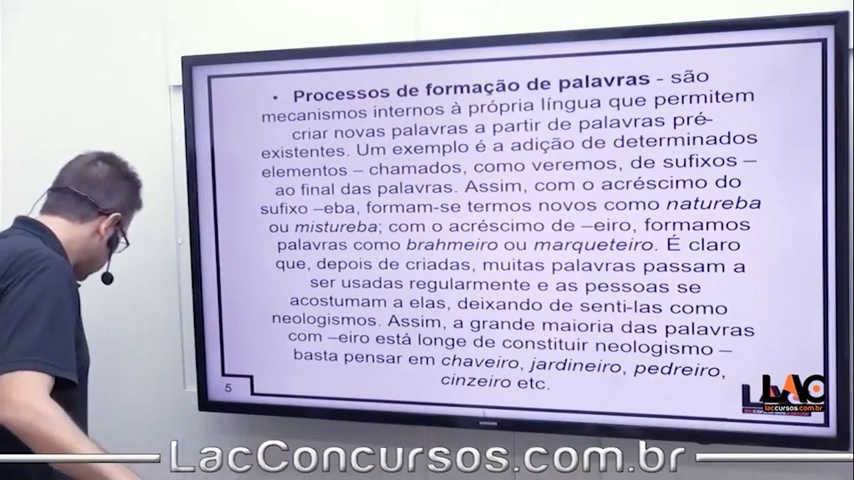 • Processos de formação de palavras - são
mecanismos internos à própria língua que permitem
criar novas palavras a partir de palavras pré-
existentes. Um exemplo é a adição de determinados
elementos – chamados, como veremos, de sufixos –
ao final das palavras. Assim, com o acréscimo do
sufixo –eba, formam-se termos novos como natureba
ou mistureba; com o acréscimo de –eiro, formamos
palavras como brahmeiro ou marqueteiro. É claro
que, depois de criadas, muitas palavras passam a
ser usadas regularmente e as pessoas se
acostumam a elas, deixando de senti-las como
neologismos. Assim, a grande maioria das palavras
com –eiro está longe de constituir neologismo –
basta pensar em chaveiro, jardineiro, pedreiro,
cinzeiro etc.
5
LAC
laccursos.com.br
SAMSUNG
LacConcursos.com.br